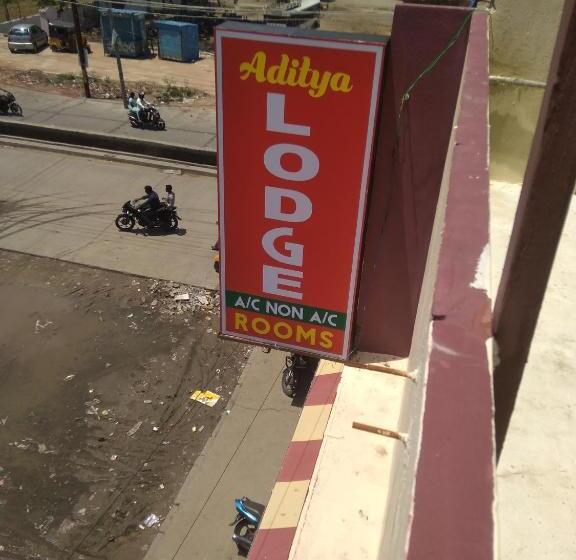 Aditya
LODGE
A/C NON A/C
ROOMS